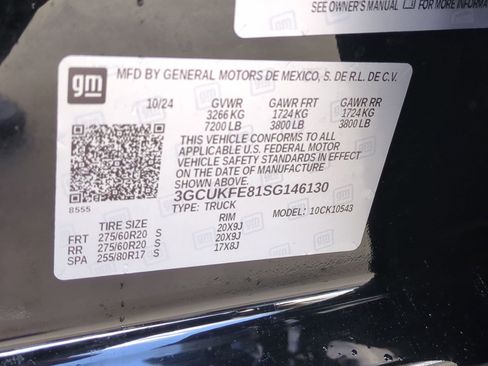 SEE OWNER'S MANUAL FOR MORE INFORMATION
gm
MFD BY GENERAL MOTORS DE MEXICO, S. DE R.L. DE C.V.
10/24 GVWR GAWR FRT GAWR RR
3266 KG 1724 KG 1724 KG
7200 LB 3800 LB 3800 LB
THIS VEHICLE CONFORMS TO ALL
APPLICABLE U.S. FEDERAL MOTOR
VEHICLE SAFETY STANDARDS IN EFFECT
ON THE DATE OF MANUFACTURE
SHOWN ABOVE.
3GCUKFE81SG146130
TYPE: TRUCK MODEL: 10CK10543
8555
TIRE SIZE RIM
FRT 275/60R20 S 20X9J
RR 275/60R20 S 20X9J
SPA 255/80R17 S 17X8J